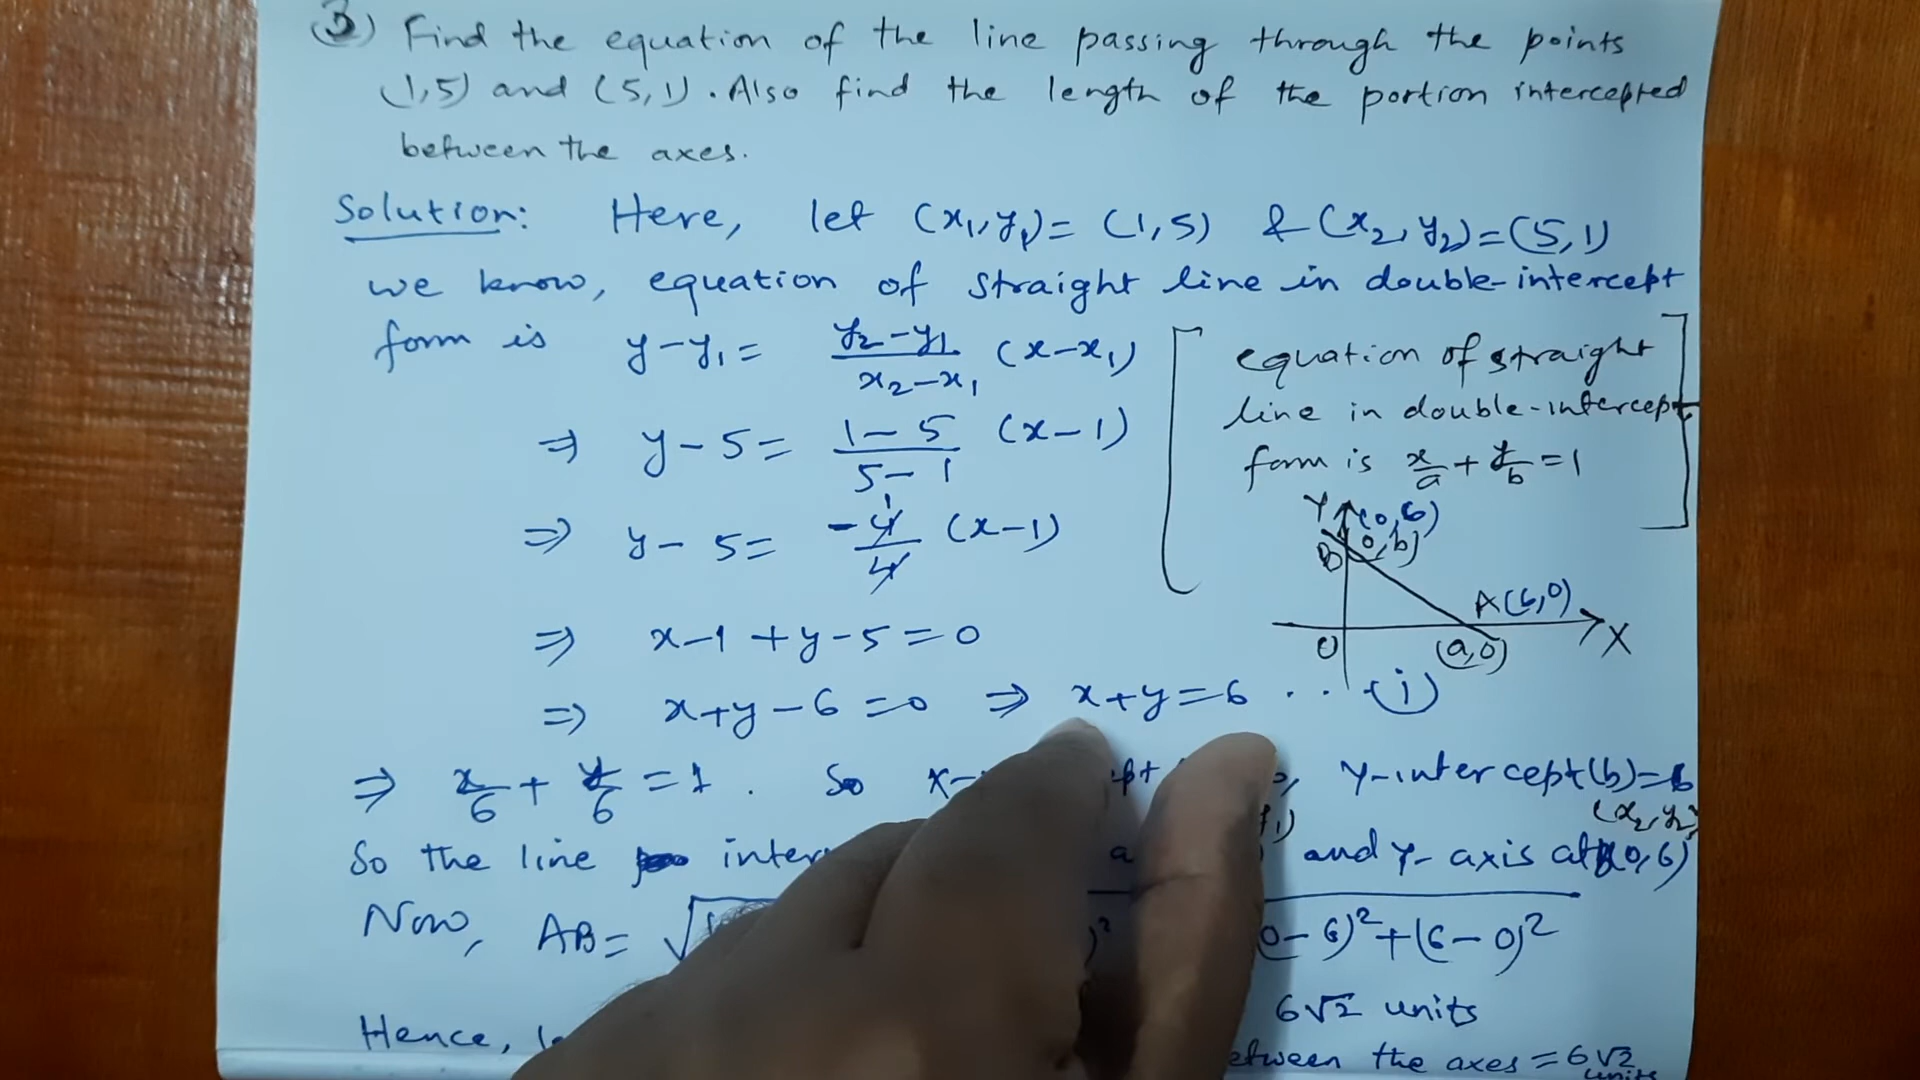 ③) Find the equation of the line passing through the points
(1,5) and (5,1). Also find the length of the portion intercepted
between the axes.
Solution: Here, let (x₁,y₁) = (1,5) & (x₂,y₂)=(5,1)
we know, equation of straight line in double-intercept
form is y-y₁ = y₂-y₁/x₂-x₁ (x-x₁)
[equation of straight
line in double-intercept
form is x/a + y/b = 1]
⇒ y-5 = 1-5/5-1 (x-1)
⇒ y-5 = -4/4 (x-1)
1
Y (0,6)
B 0,b)
A(6,0)
O (a,0) X
⇒ x-1+y-5=0
⇒ x+y-6=0 ⇒ x+y=6 ... (i)
⇒ x/6 + y/6 = 1. So x- Y-intercept(b)=6
(x₂,y₂)
So the line and Y-axis at (0,6)
Now, AB = √ 0-6)²+(6-0)²
6√2 units
Hence, between the axes = 6√2
units